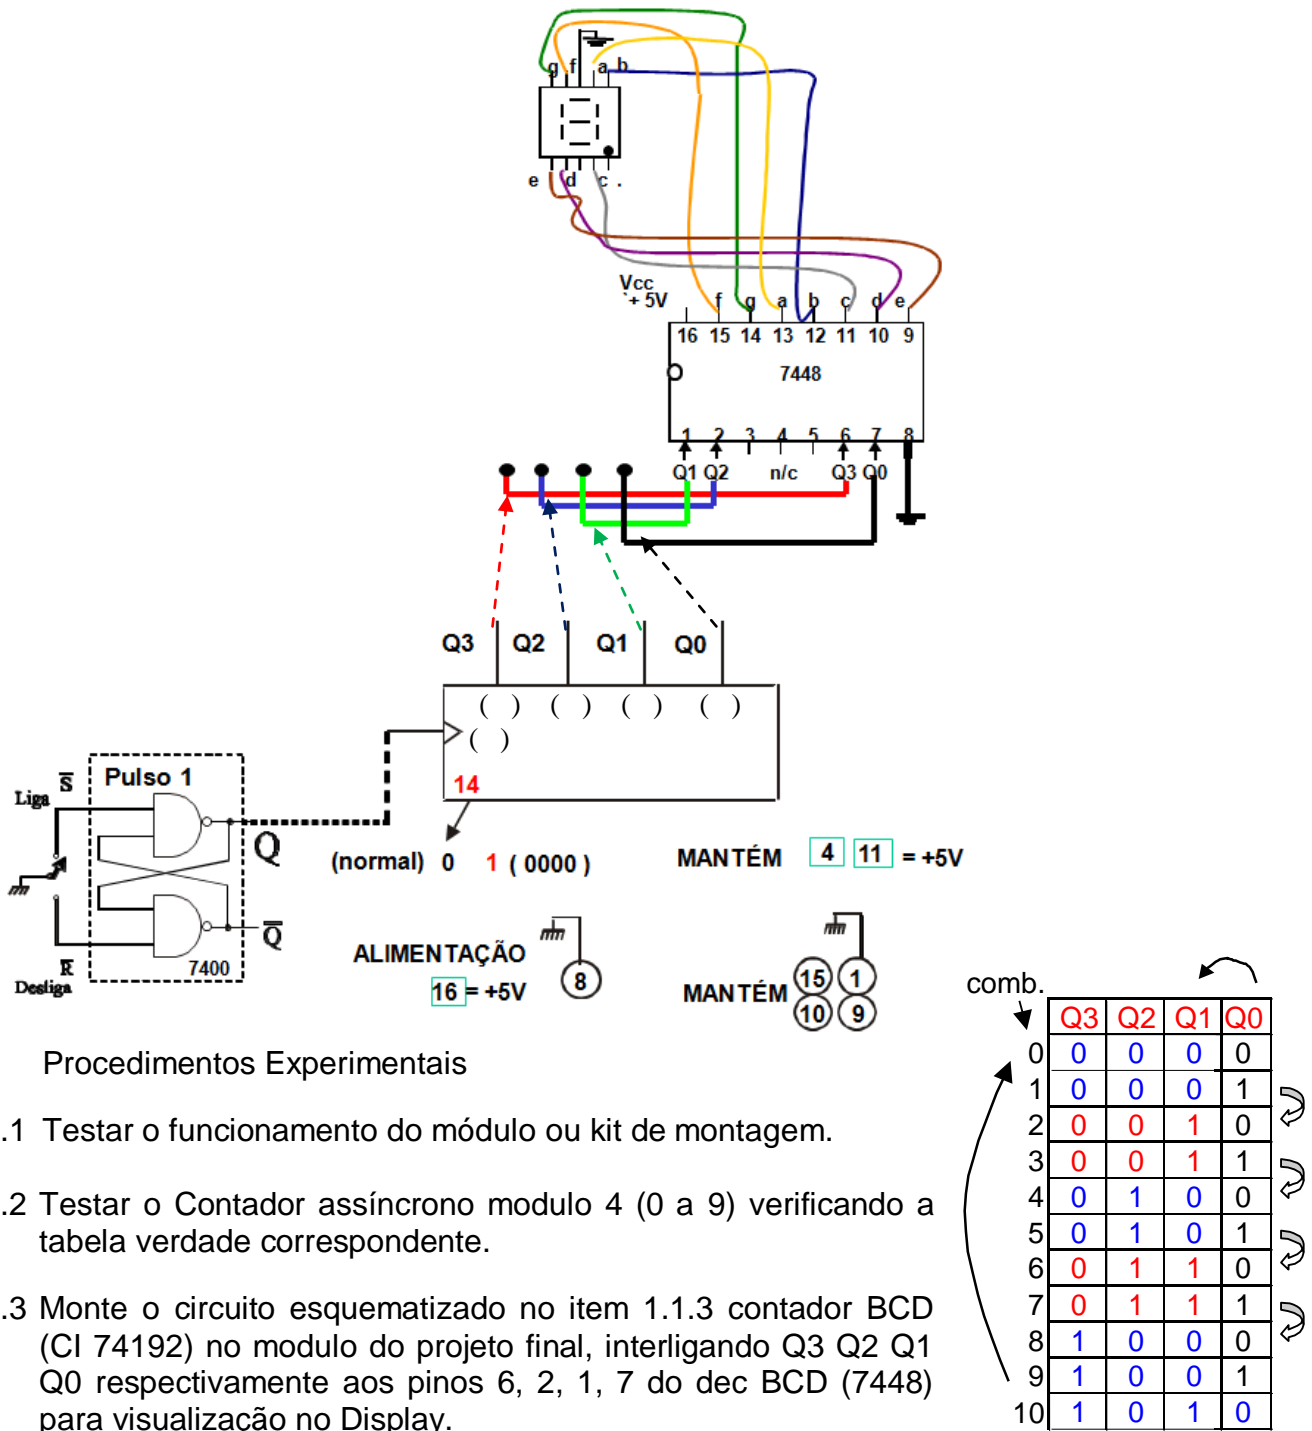 g f a b
e d c .
Vcc
+ 5V f g a b c d e
16 15 14 13 12 11 10 9
7448
1 2 3 4 5 6 7 8
Q1 Q2 n/c Q3 Q0
Q3 Q2 Q1 Q0
( ) ( ) ( ) ( )
( )
14
Pulso 1
S
Liga
Q
Q
R
Desliga
7400
(normal) 0 1 ( 0000 )
MANTÉM 4 11 = +5V
ALIMENTAÇÃO
16 = +5V 8
MANTÉM 15 1
10 9
Procedimentos Experimentais
.1 Testar o funcionamento do módulo ou kit de montagem.
.2 Testar o Contador assíncrono modulo 4 (0 a 9) verificando a
tabela verdade correspondente.
.3 Monte o circuito esquematizado no item 1.1.3 contador BCD
(CI 74192) no modulo do projeto final, interligando Q3 Q2 Q1
Q0 respectivamente aos pinos 6, 2, 1, 7 do dec BCD (7448)
para visualização no Display.
comb.
Q3 Q2 Q1 Q0
0 0 0 0 0
1 0 0 0 1
2 0 0 1 0
3 0 0 1 1
4 0 1 0 0
5 0 1 0 1
6 0 1 1 0
7 0 1 1 1
8 1 0 0 0
9 1 0 0 1
10 1 0 1 0